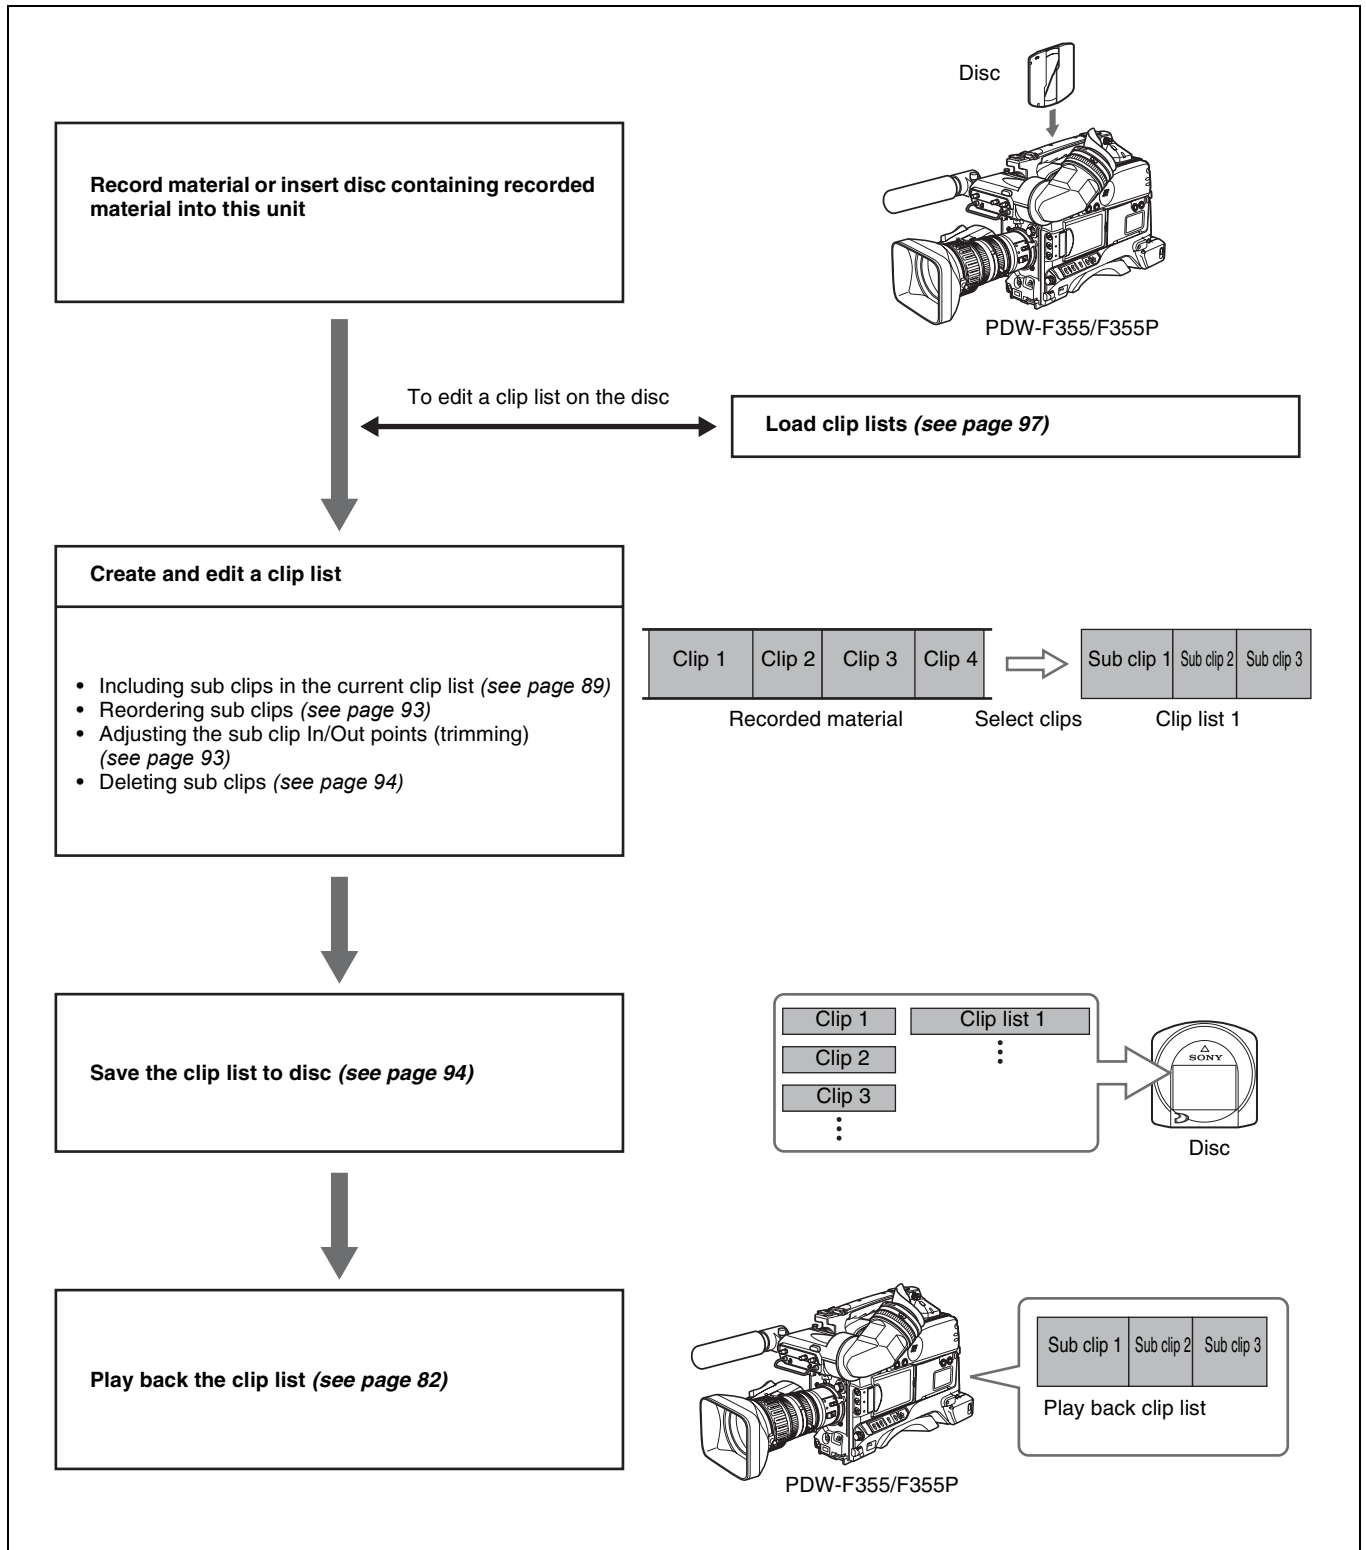 Disc
Record material or insert disc containing recorded
material into this unit
PDW-F355/F355P
To edit a clip list on the disc
Load clip lists (see page 97)
Create and edit a clip list
• Including sub clips in the current clip list (see page 89)
• Reordering sub clips (see page 93)
• Adjusting the sub clip In/Out points (trimming)
(see page 93)
• Deleting sub clips (see page 94)
Clip 1 Clip 2 Clip 3 Clip 4
Sub clip 1 Sub clip 2 Sub clip 3
Recorded material
Select clips
Clip list 1
Save the clip list to disc (see page 94)
Clip 1
Clip list 1
Clip 2
Clip 3
SONY
Disc
Play back the clip list (see page 82)
Sub clip 1 Sub clip 2 Sub clip 3
Play back clip list
PDW-F355/F355P